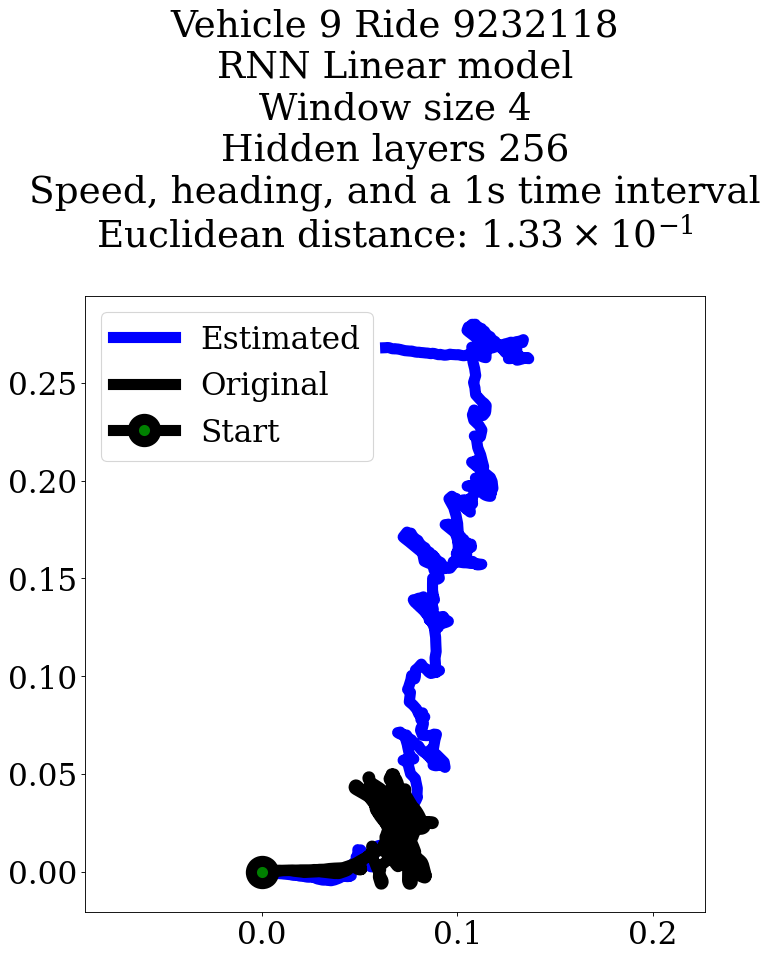 Vehicle 9 Ride 9232118
RNN Linear model
Window size 4
Hidden layers 256
Speed, heading, and a 1s time interval
Euclidean distance: 1.33 × 10⁻¹
Estimated
Original
Start
0.25
0.20
0.15
0.10
0.05
0.00
0.0 0.1 0.2